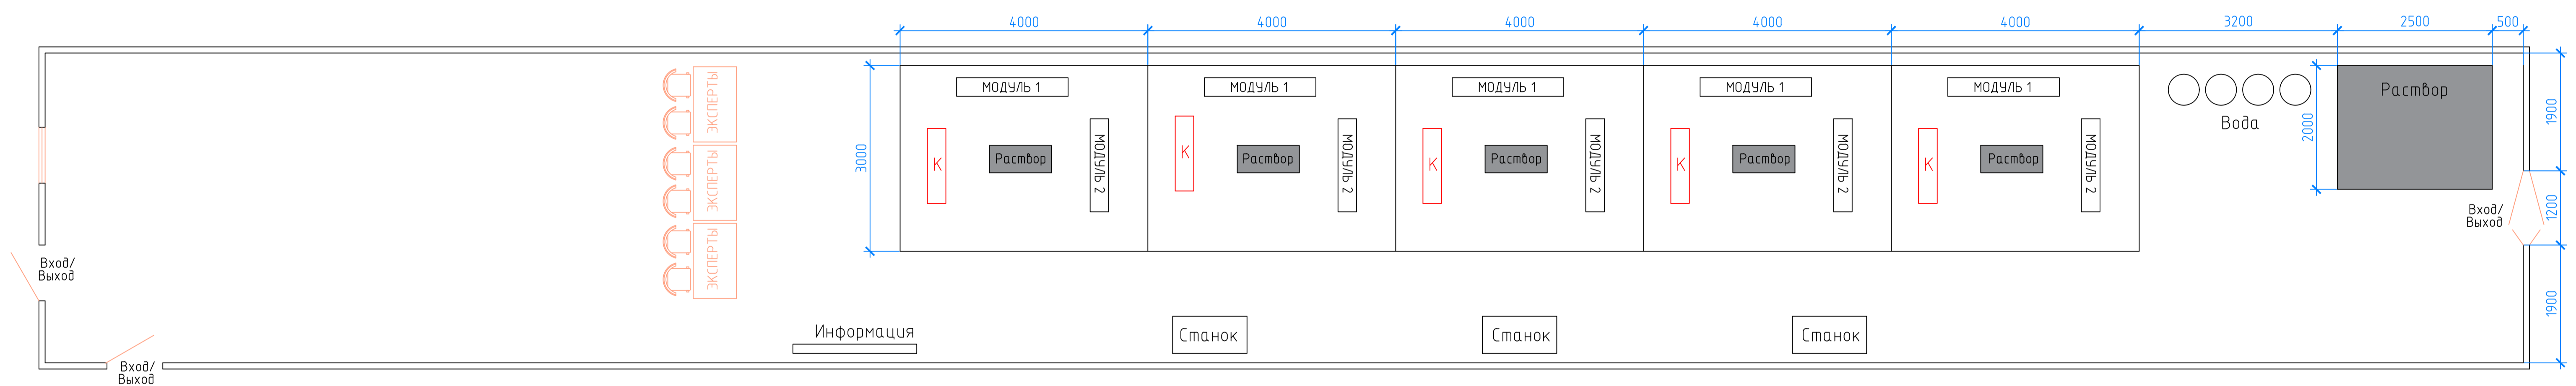 4000 4000 4000 4000 4000 3200 2500 500
МОДУЛЬ 1 МОДУЛЬ 1 МОДУЛЬ 1 МОДУЛЬ 1 МОДУЛЬ 1
Раствор
ЭКСПЕРТЫ
ЭКСПЕРТЫ
ЭКСПЕРТЫ
3000
К
Раствор
МОДУЛЬ 2
К
Раствор
МОДУЛЬ 2
К
Раствор
МОДУЛЬ 2
К
Раствор
МОДУЛЬ 2
К
Раствор
МОДУЛЬ 2
Вода
2000
1900
1200
1900
Вход/
Выход
Вход/
Выход
Информация
Станок Станок Станок
Вход/
Выход